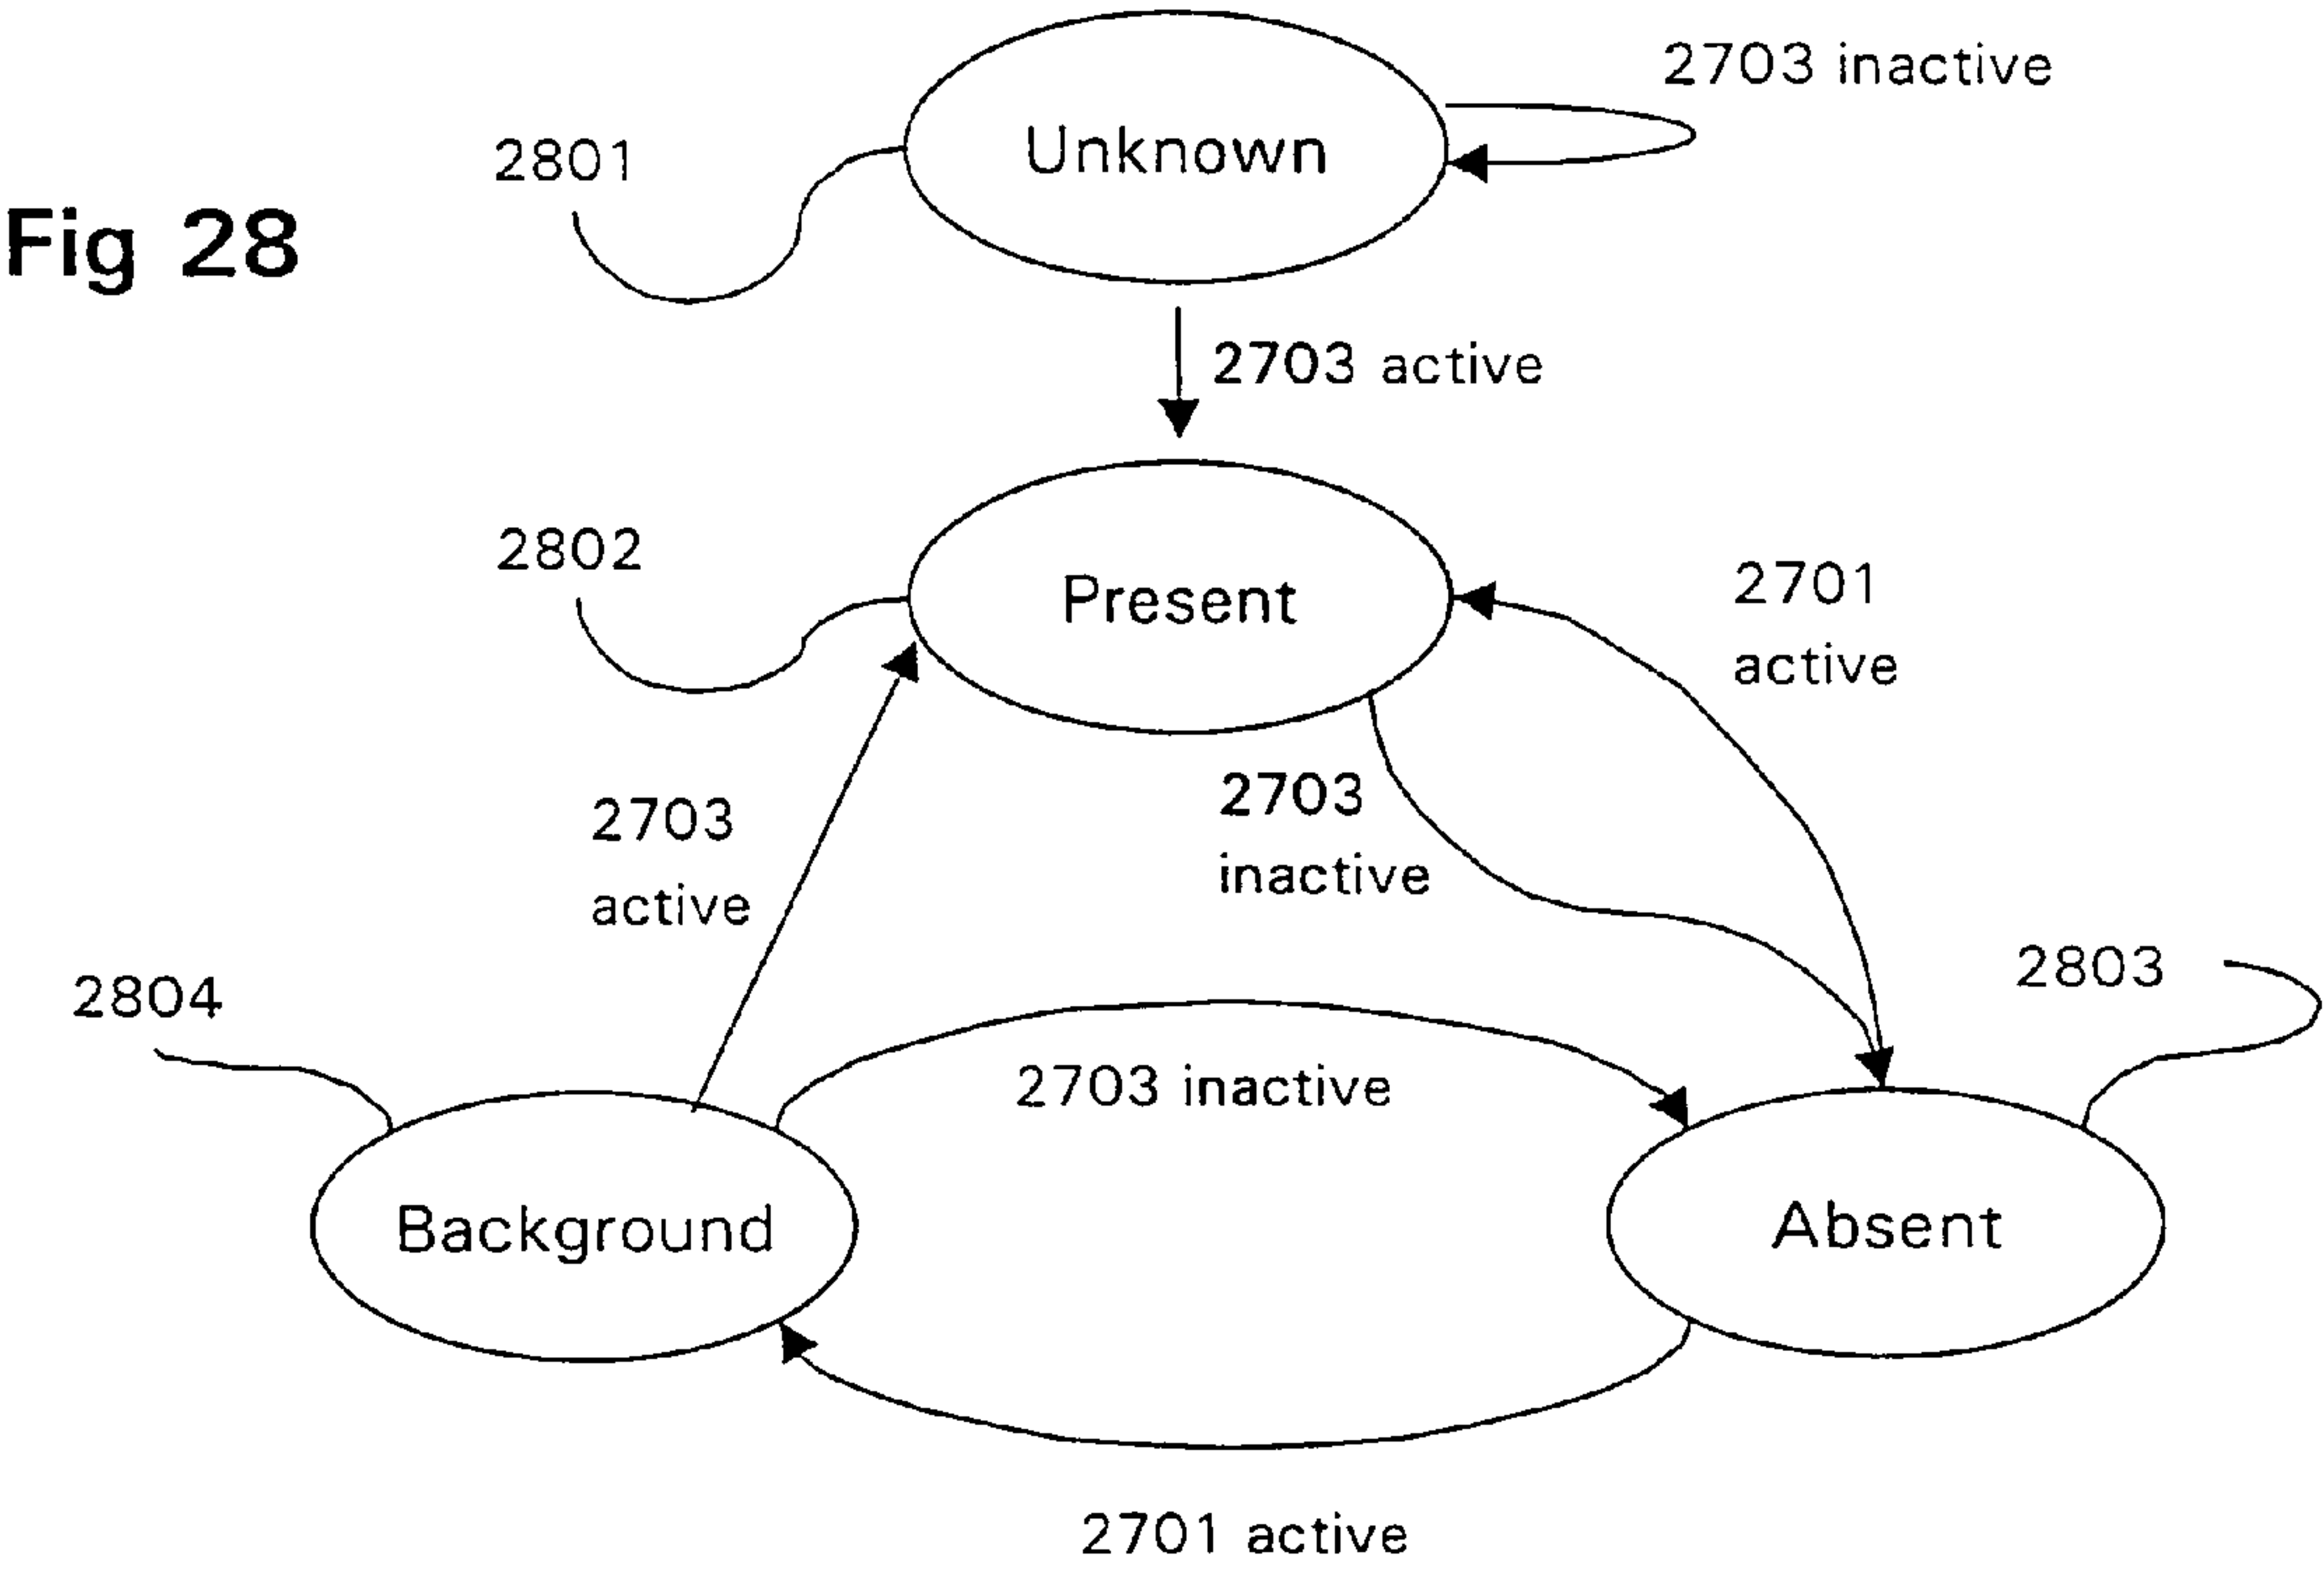 2703 inactive
2801
Unknown
Fig 28
2703 active
2802
Present
2701
active
2703
inactive
2703
active
2804
2803
2703 inactive
Background
Absent
2701 active